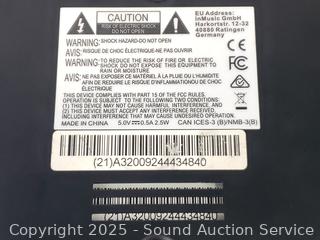 CAUTION
RISK OF ELECTRIC SHOCK
DO NOT OPEN
EU Address:
inMusic GmbH
Harkortstr. 12-32
40880 Ratingen
Germany
WARNING: SHOCK HAZARD-DO NOT OPEN
AVIS: RISQUE DE CHOC ÉLECTRIQUE-NE PAS OUVRIR
WARNING: TO REDUCE THE RISK OF FIRE OR ELECTRIC
SHOCK DO NOT EXPOSE THIS EQUIPMENT TO
RAIN OR MOISTURE
AVIS: NE PAS EXPOSER CE MATÉRIEL À LA PLUIE OU L'HUMIDITÉ
AFIN DE RÉDUIRE LE RISQUE DE CHOC ÉLECTRIQUE
OU D'INCENDIE
THIS DEVICE COMPLIES WITH PART 15 OF THE FCC RULES.
OPERATION SUBJECT TO THE FOLLOWING TWO CONDITIONS:
(1) THIS DEVICE MAY NOT CAUSE HARMFUL INTERFERENCE, AND
(2) THIS DEVICE MUST ACCEPT ANY INTERFERENCE RECEIVED,
INCLUDING INTERFERENCE THAT MAY CAUSE UNDESIRED OPERATION.
MADE IN CHINA 5.0V 0.5A 2.5W CAN ICES-3 (B)/NMB-3(B)
(21)A32009244434840
(21)A32009244434840
Copyright 2025 - Sound Auction Service